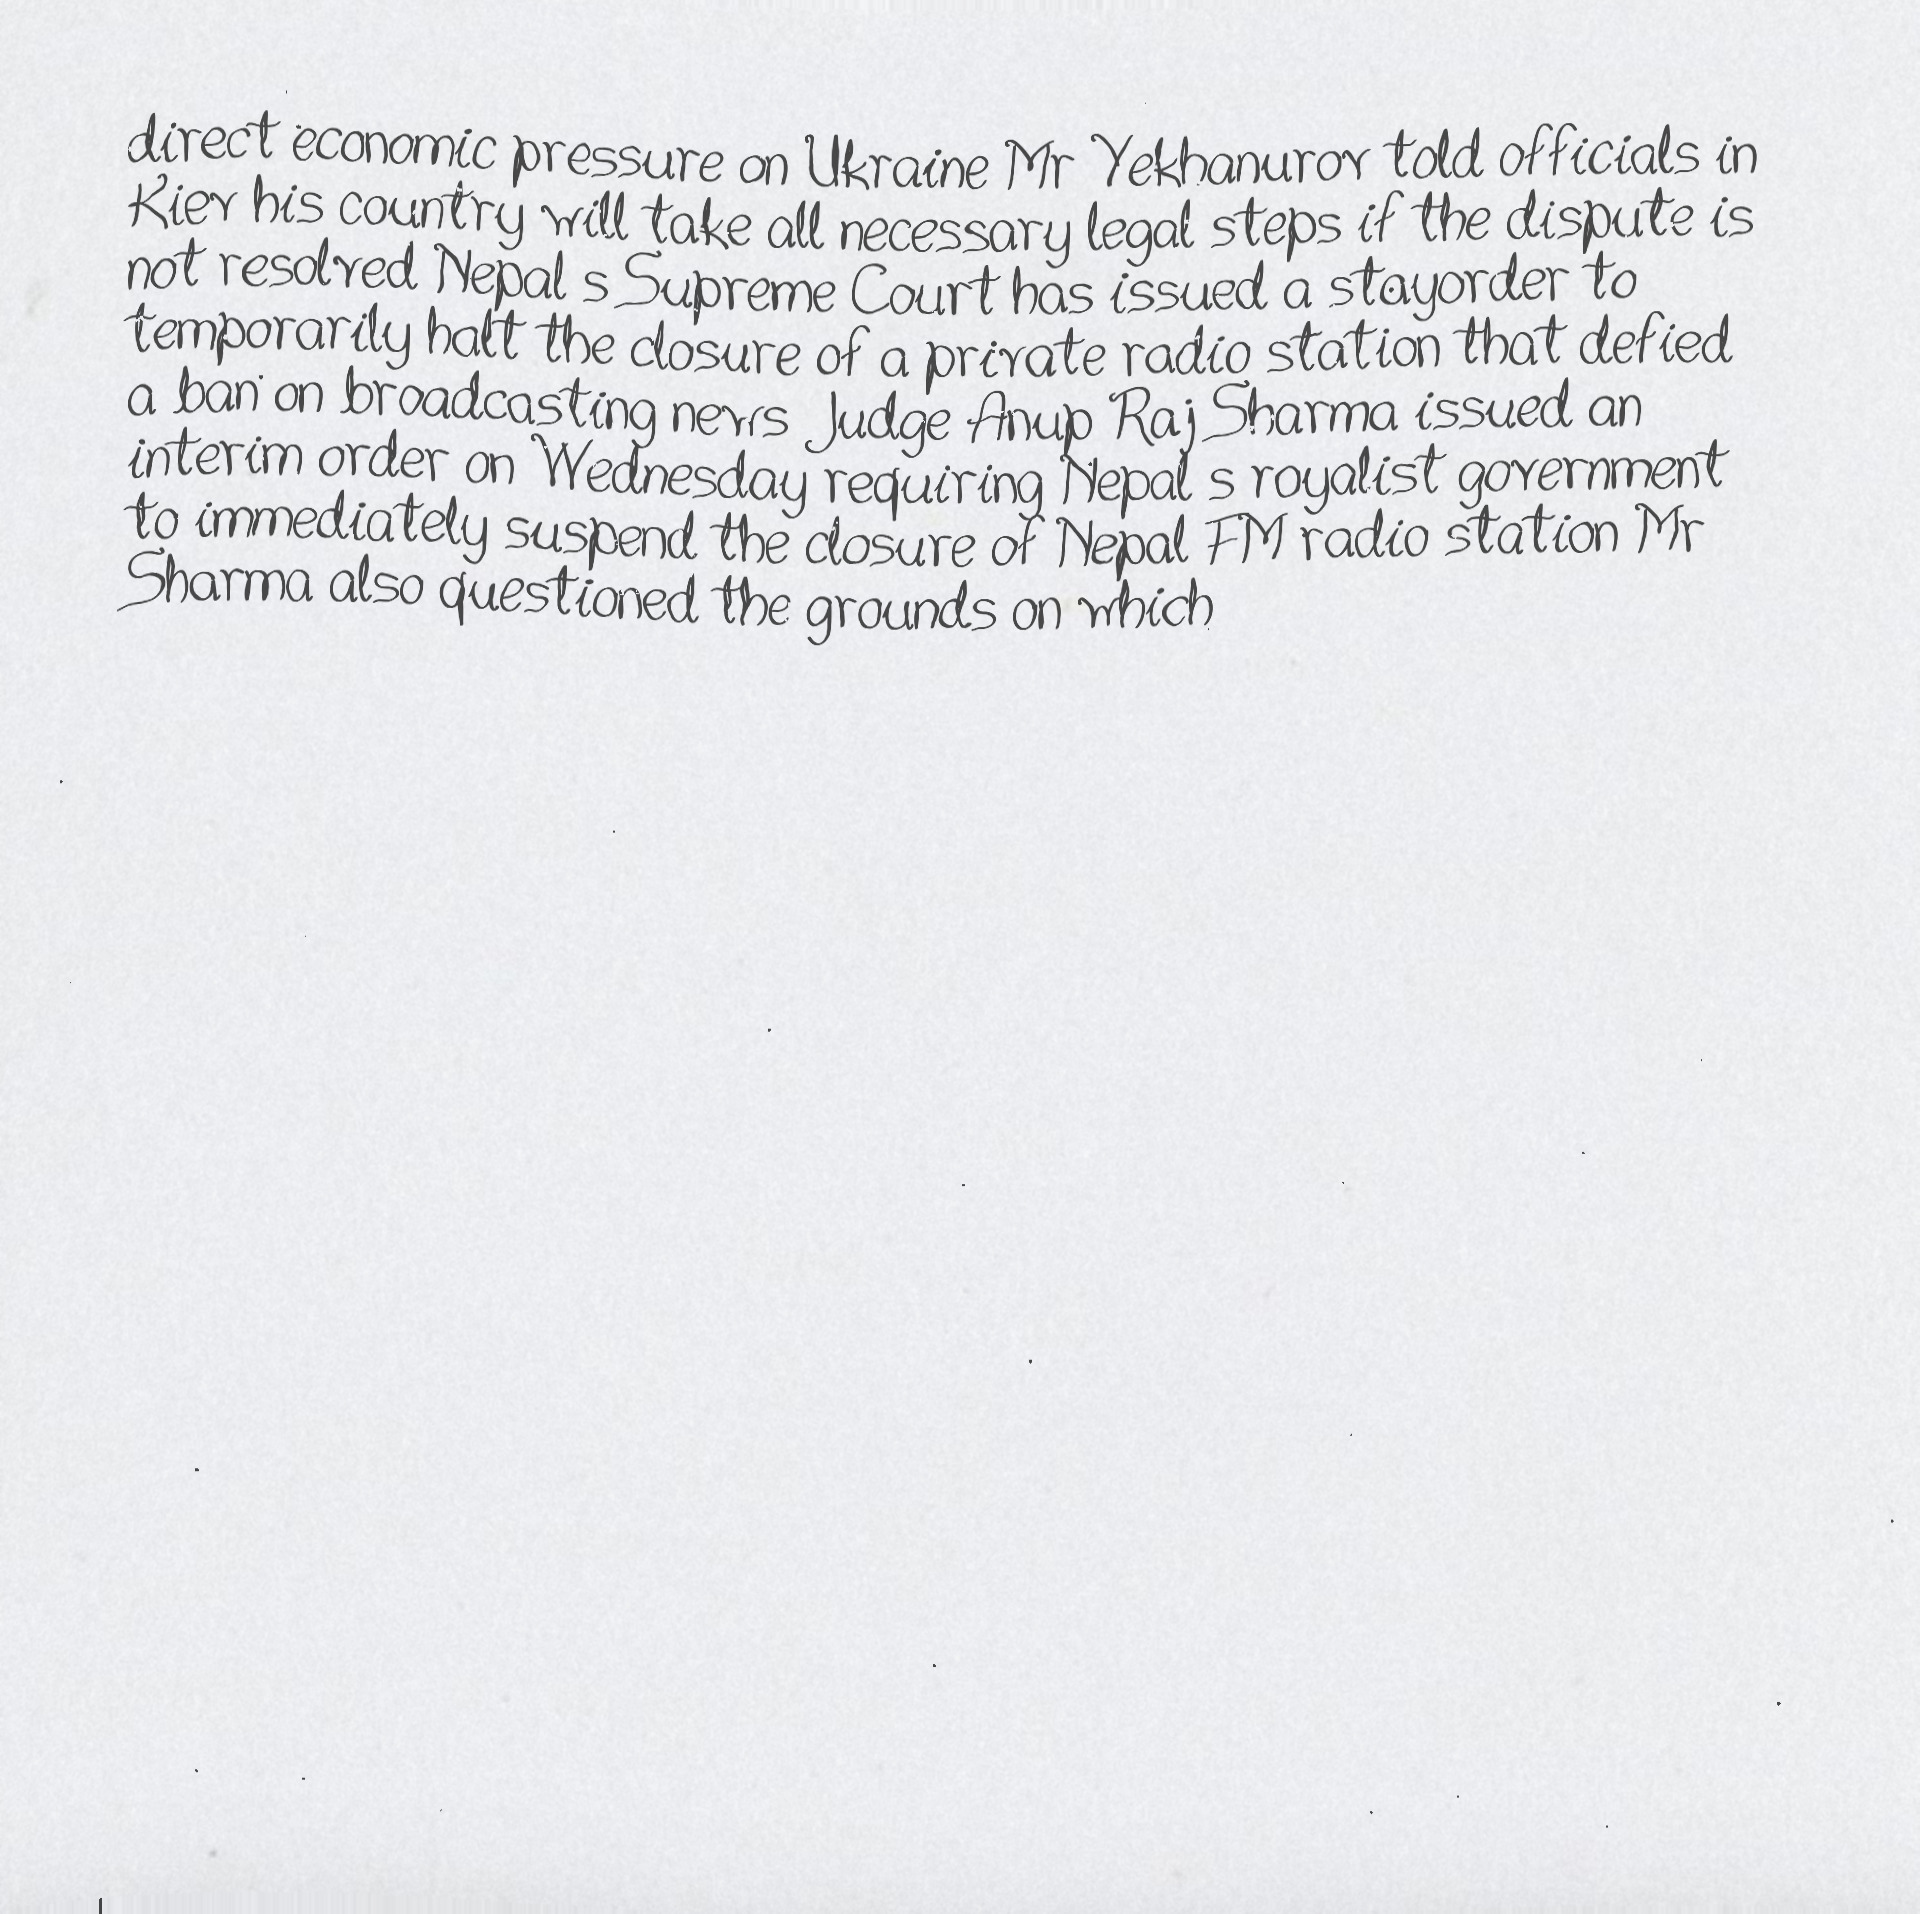 direct economic pressure on Ukraine Mr Yekhanurov told officials in
Kiev his country will take all necessary legal steps if the dispute is
not resolved Nepal s Supreme Court has issued a stayorder to
temporarily halt the closure of a private radio station that defied
a ban on broadcasting news Judge Anup Raj Sharma issued an
interim order on Wednesday requiring Nepal s royalist government
to immediately suspend the closure of Nepal FM radio station Mr
Sharma also questioned the grounds on which